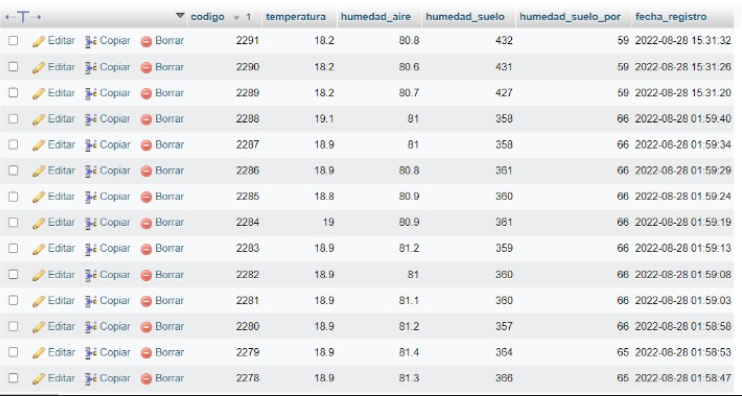 ←T→ ▼ codigo 1 temperatura humedad_aire humedad_suelo humedad_suelo_por fecha_registro
Editar Copiar Borrar 2291 18.2 80.8 432 59 2022-08-28 15:31:32
Editar Copiar Borrar 2290 18.2 80.6 431 59 2022-08-28 15:31:26
Editar Copiar Borrar 2289 18.2 80.7 427 59 2022-08-28 15:31:20
Editar Copiar Borrar 2288 19.1 81 358 66 2022-08-28 01:59:40
Editar Copiar Borrar 2287 18.9 81 358 66 2022-08-28 01:59:34
Editar Copiar Borrar 2286 18.9 80.8 361 66 2022-08-28 01:59:29
Editar Copiar Borrar 2285 18.8 80.9 360 66 2022-08-28 01:59:24
Editar Copiar Borrar 2284 19 80.9 361 66 2022-08-28 01:59:19
Editar Copiar Borrar 2283 18.9 81.2 359 66 2022-08-28 01:59:13
Editar Copiar Borrar 2282 18.9 81 360 66 2022-08-28 01:59:08
Editar Copiar Borrar 2281 18.9 81.1 360 66 2022-08-28 01:59:03
Editar Copiar Borrar 2280 18.9 81.2 357 66 2022-08-28 01:58:58
Editar Copiar Borrar 2279 18.9 81.4 364 65 2022-08-28 01:58:53
Editar Copiar Borrar 2278 18.9 81.3 366 65 2022-08-28 01:58:47